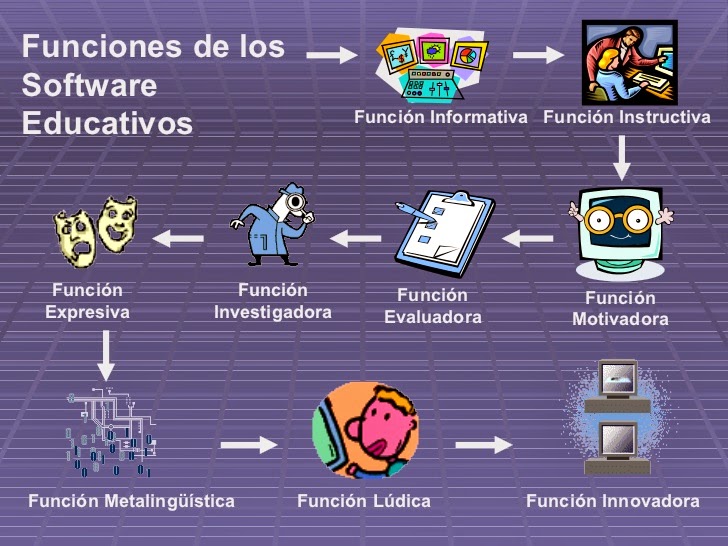 Funciones de los
Software
Educativos
Función Informativa
Función Instructiva
Función
Motivadora
Función
Evaluadora
Función
Investigadora
Función
Expresiva
Función Metalingüística
Función Lúdica
Función Innovadora